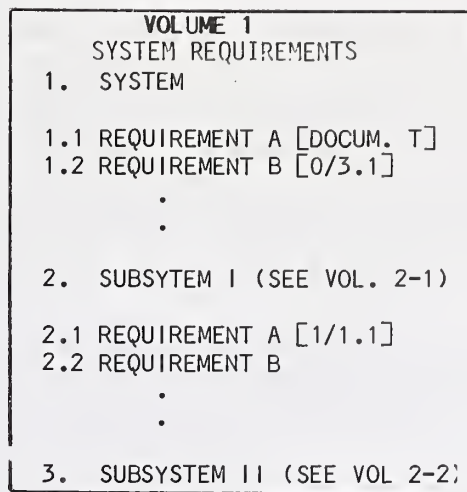 VOLUME 1
SYSTEM REQUIREMENTS
1. SYSTEM
1.1 REQUIREMENT A [DOCUM. T]
1.2 REQUIREMENT B [0/3.1]
.
.
2. SUBSYTEM I (SEE VOL. 2-1)
2.1 REQUIREMENT A [1/1.1]
2.2 REQUIREMENT B
.
.
3. SUBSYSTEM II (SEE VOL 2-2)